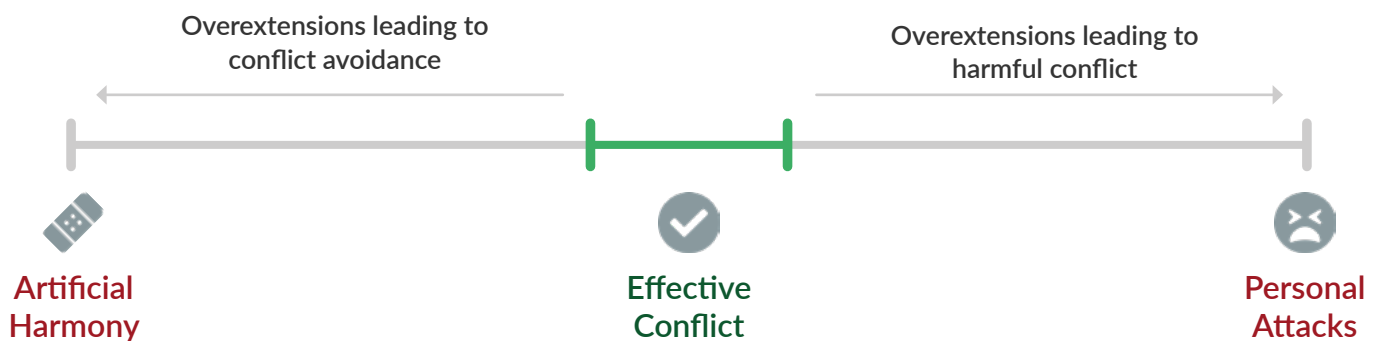 Overextensions leading to
conflict avoidance
Overextensions leading to
harmful conflict
Artificial
Harmony
Effective
Conflict
Personal
Attacks